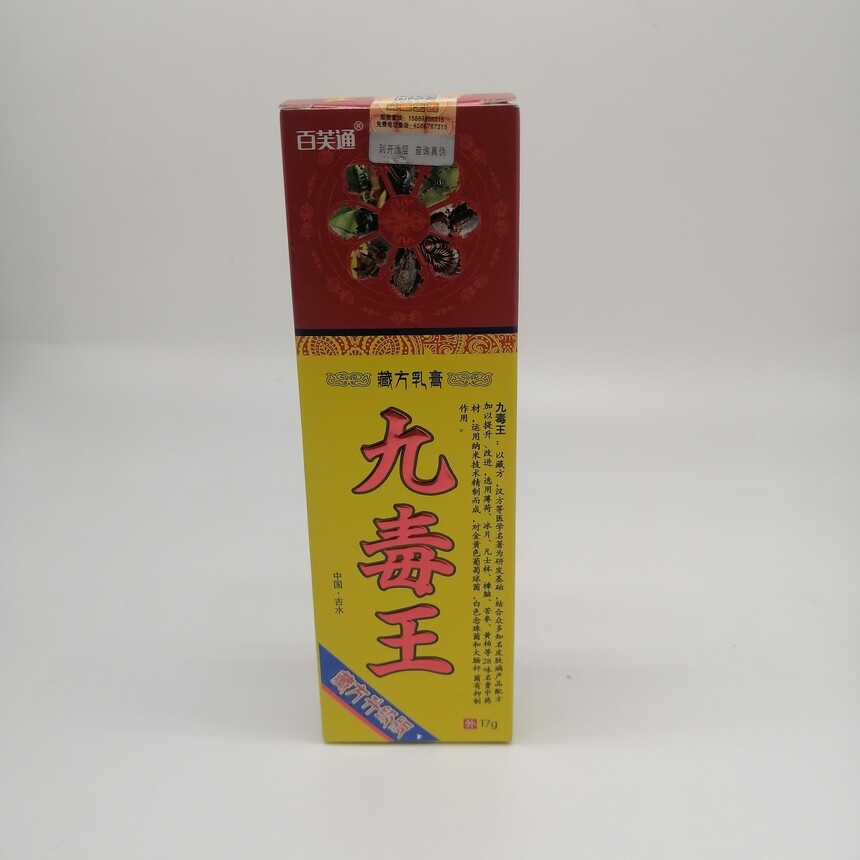 百芙通®
刮开涂层 查询真伪
藏方乳膏
九毒王
九毒王:以藏方,汉方等医学名著为研发基础,结合众多知名皮肤病产品配方
加以提升、改进,选用薄荷、冰片、凡士林、樟脑、苦参、黄柏等28味名贵中药
材,运用纳米技术精制而成,对金黄色葡萄球菌,白色念珠菌和大肠杆菌有抑制
作用。
中国·吉水
藏方升级版
外 17g